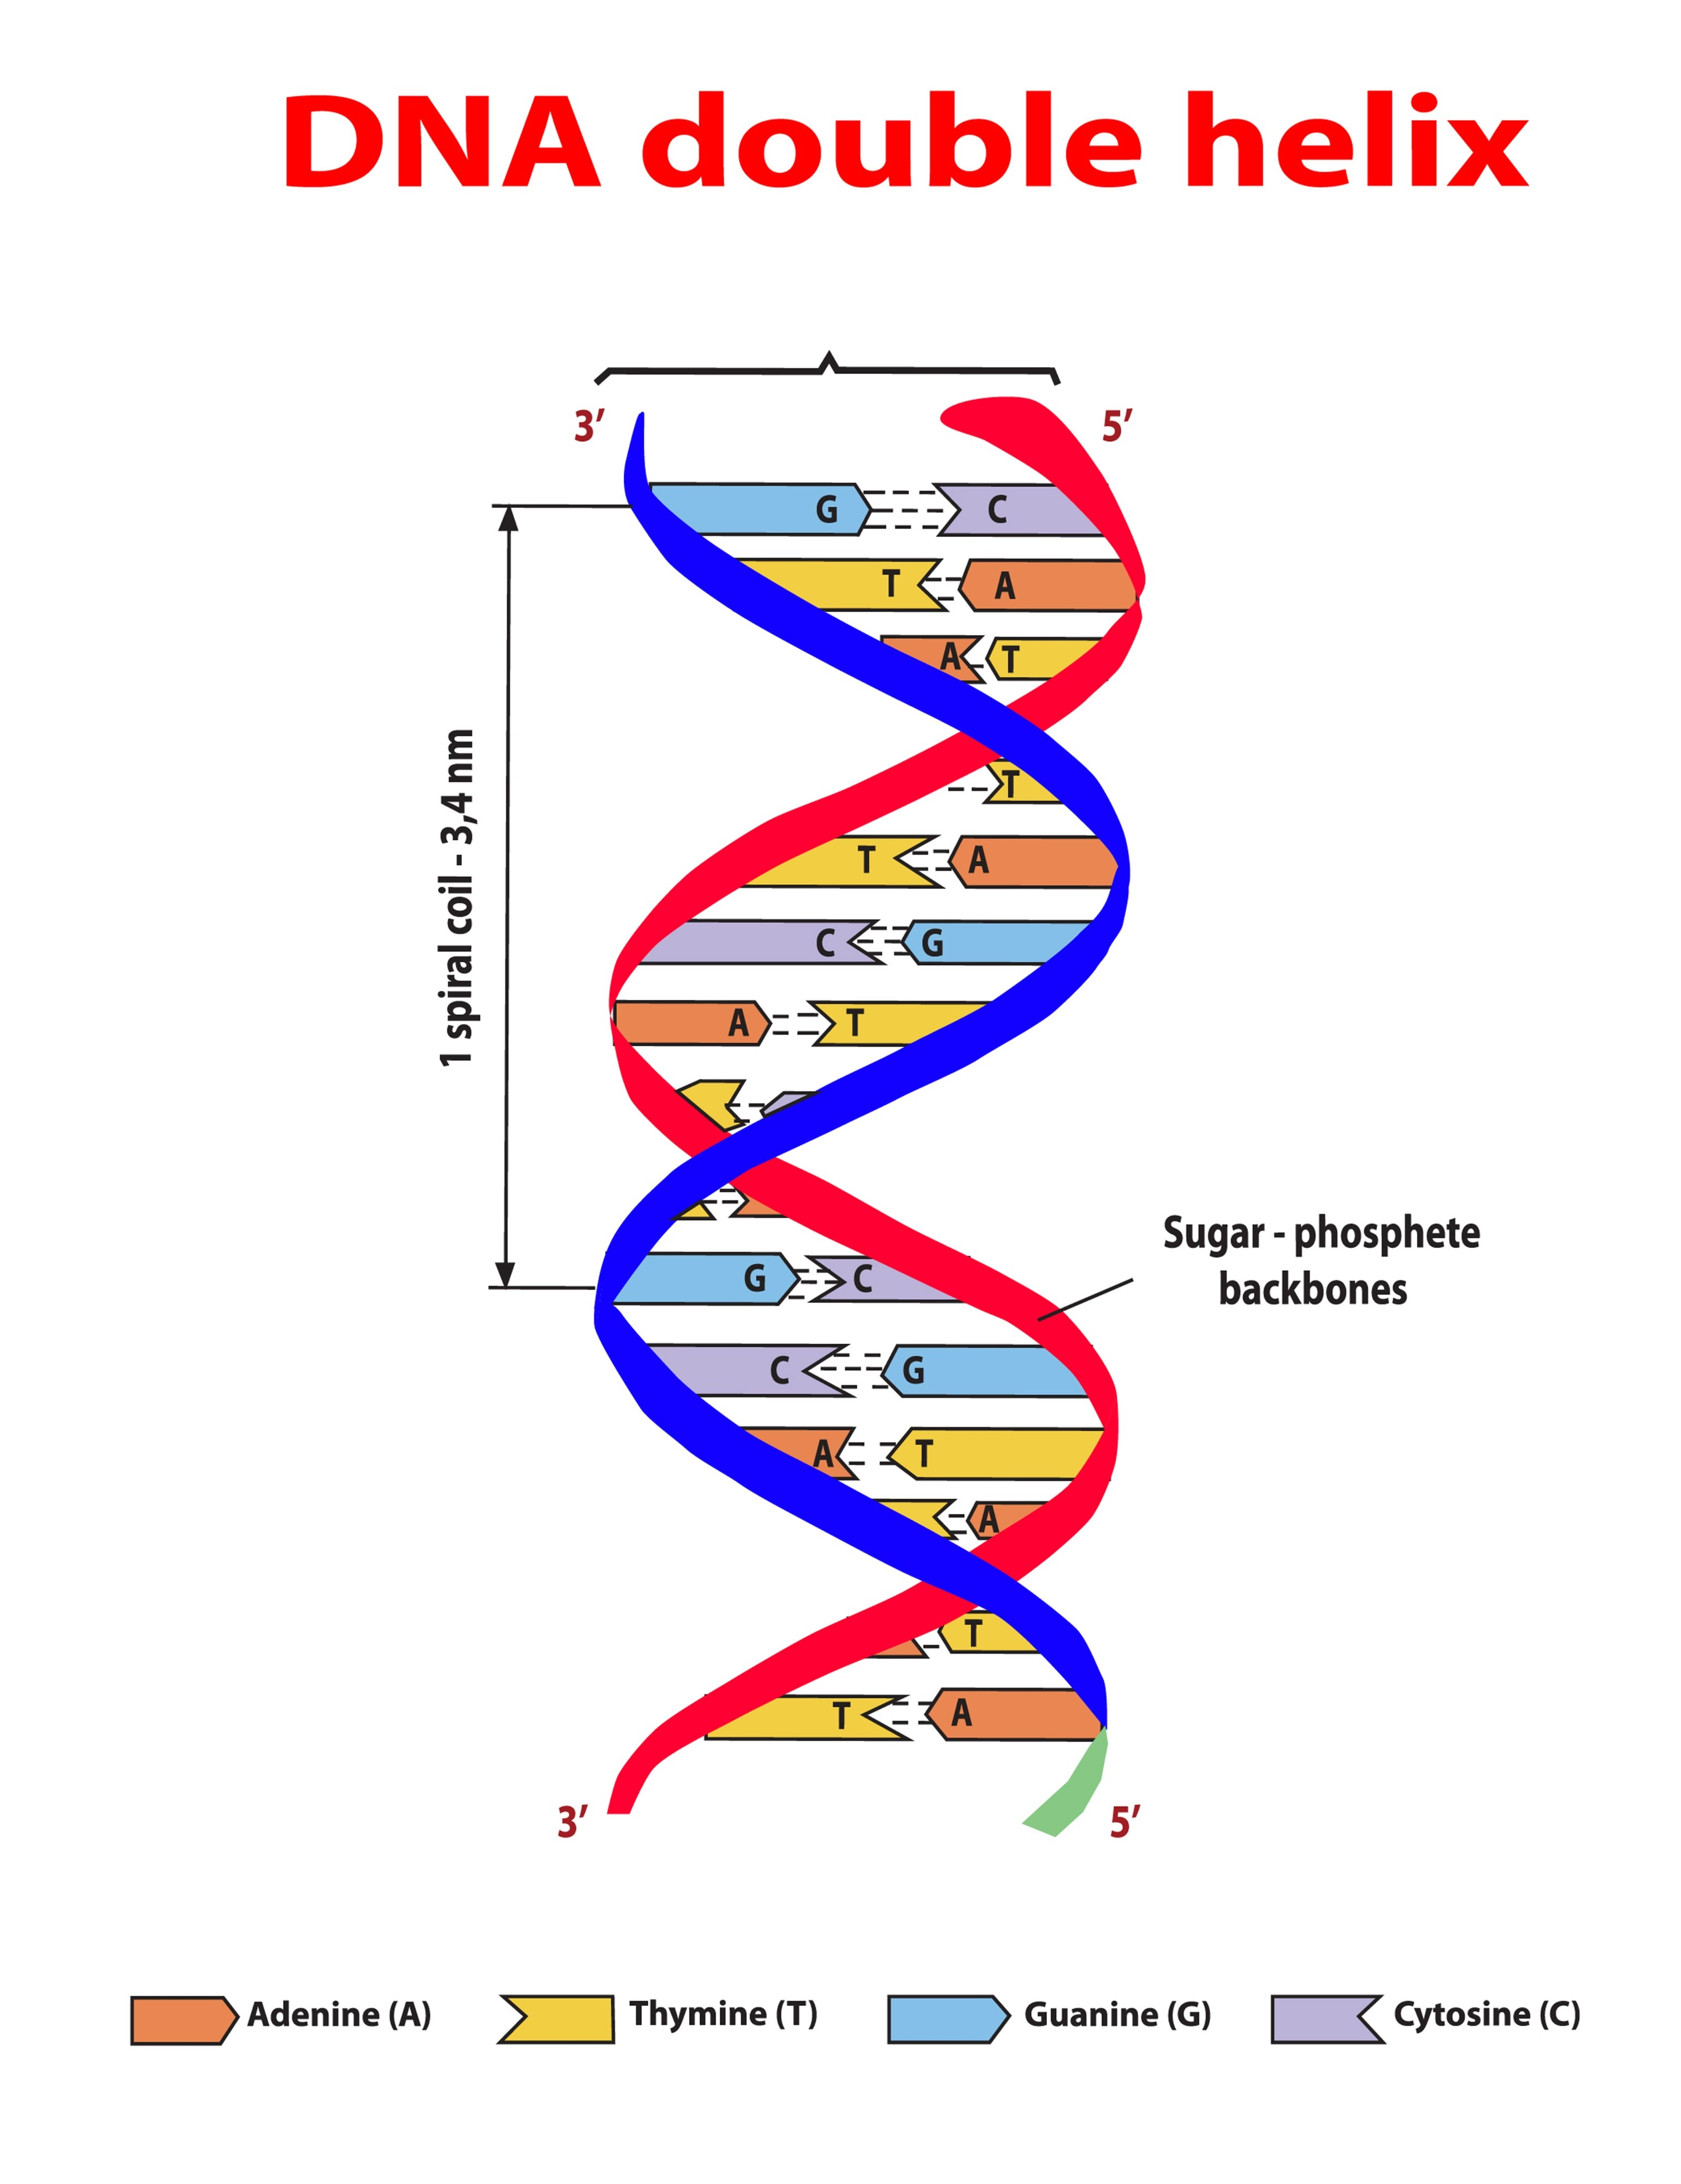 DNA double helix
3′ 5′
G C
T A
A T
T
T A
C G
A T
1 spiral coil - 3,4 nm
Sugar - phosphete
backbones
G C
C G
A T
A
T
T A
3′ 5′
Adenine (A) Thymine (T) Guanine (G) Cytosine (C)